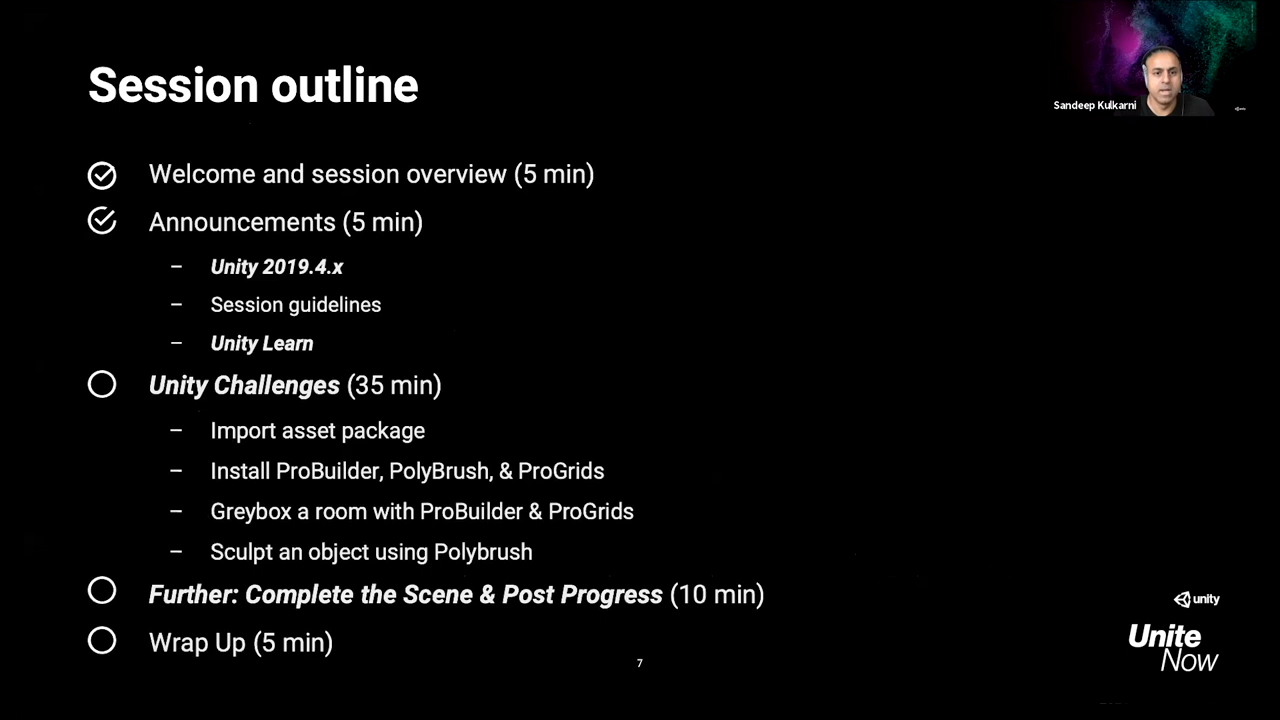 Session outline
Sandeep Kulkarni
Welcome and session overview (5 min)
Announcements (5 min)
– Unity 2019.4.x
– Session guidelines
– Unity Learn
Unity Challenges (35 min)
– Import asset package
– Install ProBuilder, PolyBrush, & ProGrids
– Greybox a room with ProBuilder & ProGrids
– Sculpt an object using Polybrush
Further: Complete the Scene & Post Progress (10 min)
Wrap Up (5 min)
7
unity
Unite
Now